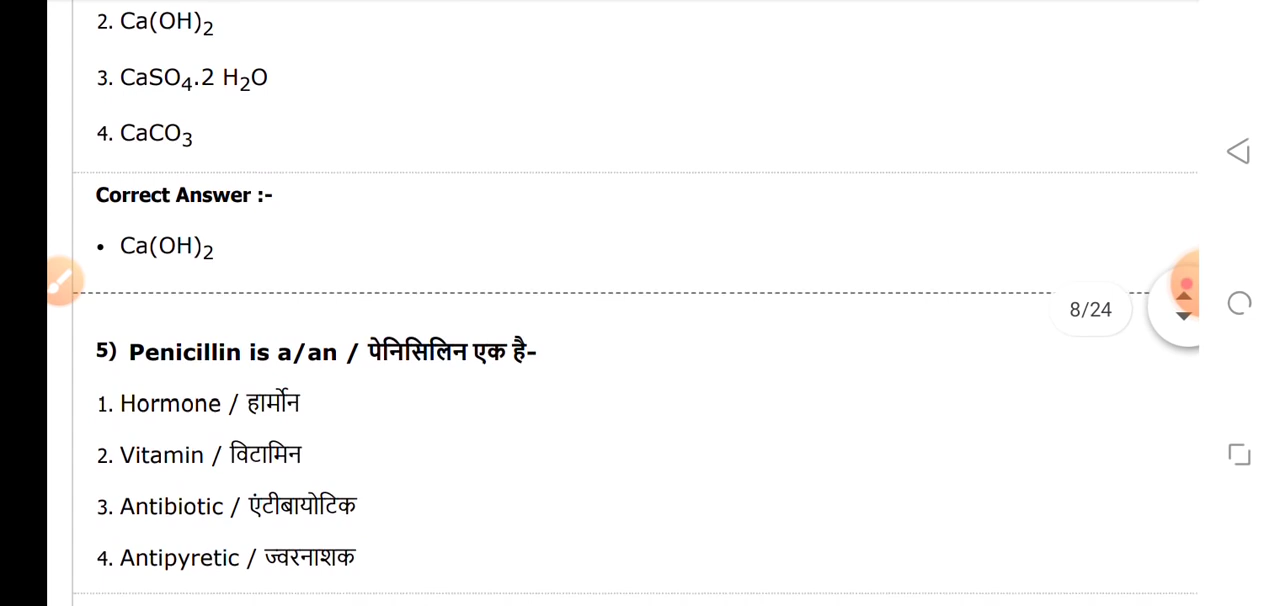 2. Ca(OH)2
3. CaSO4.2 H2O
4. CaCO3
Correct Answer :-
• Ca(OH)2
8/24
5) Penicillin is a/an / पेनिसिलिन एक है-
1. Hormone / हार्मोन
2. Vitamin / विटामिन
3. Antibiotic / एंटीबायोटिक
4. Antipyretic / ज्वरनाशक